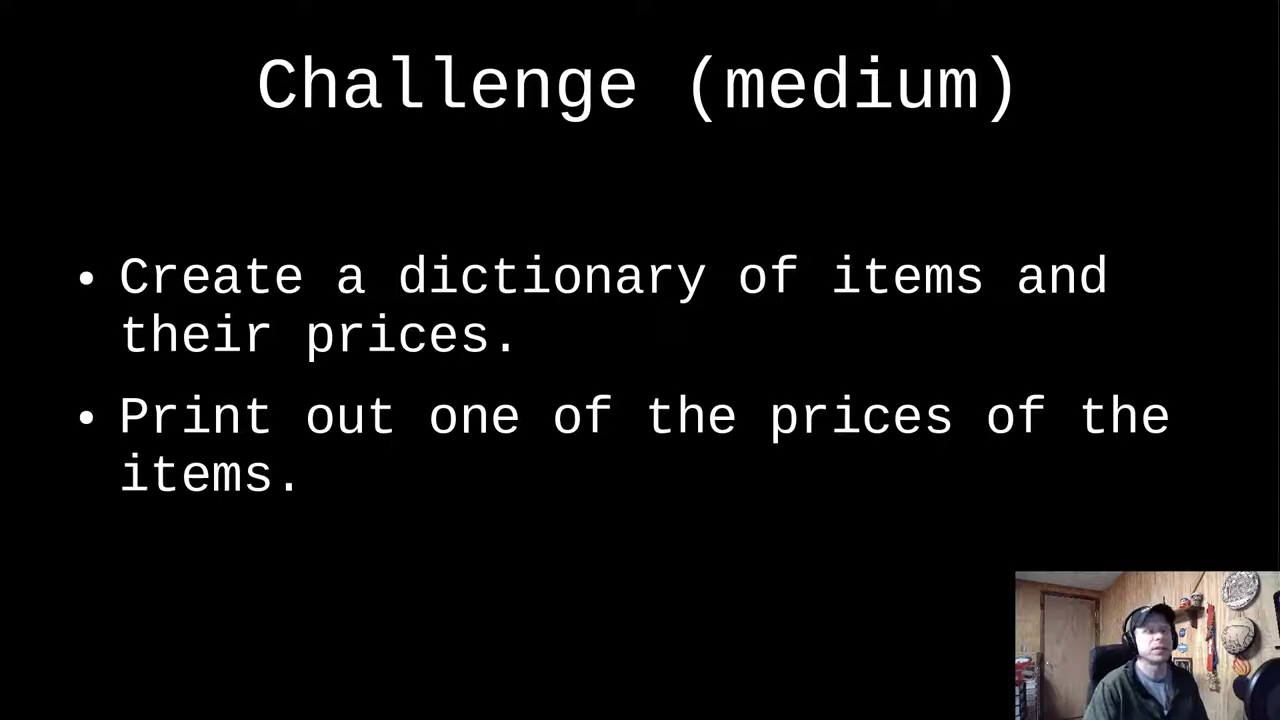 Challenge (medium)
• Create a dictionary of items and
their prices.
• Print out one of the prices of the
items.